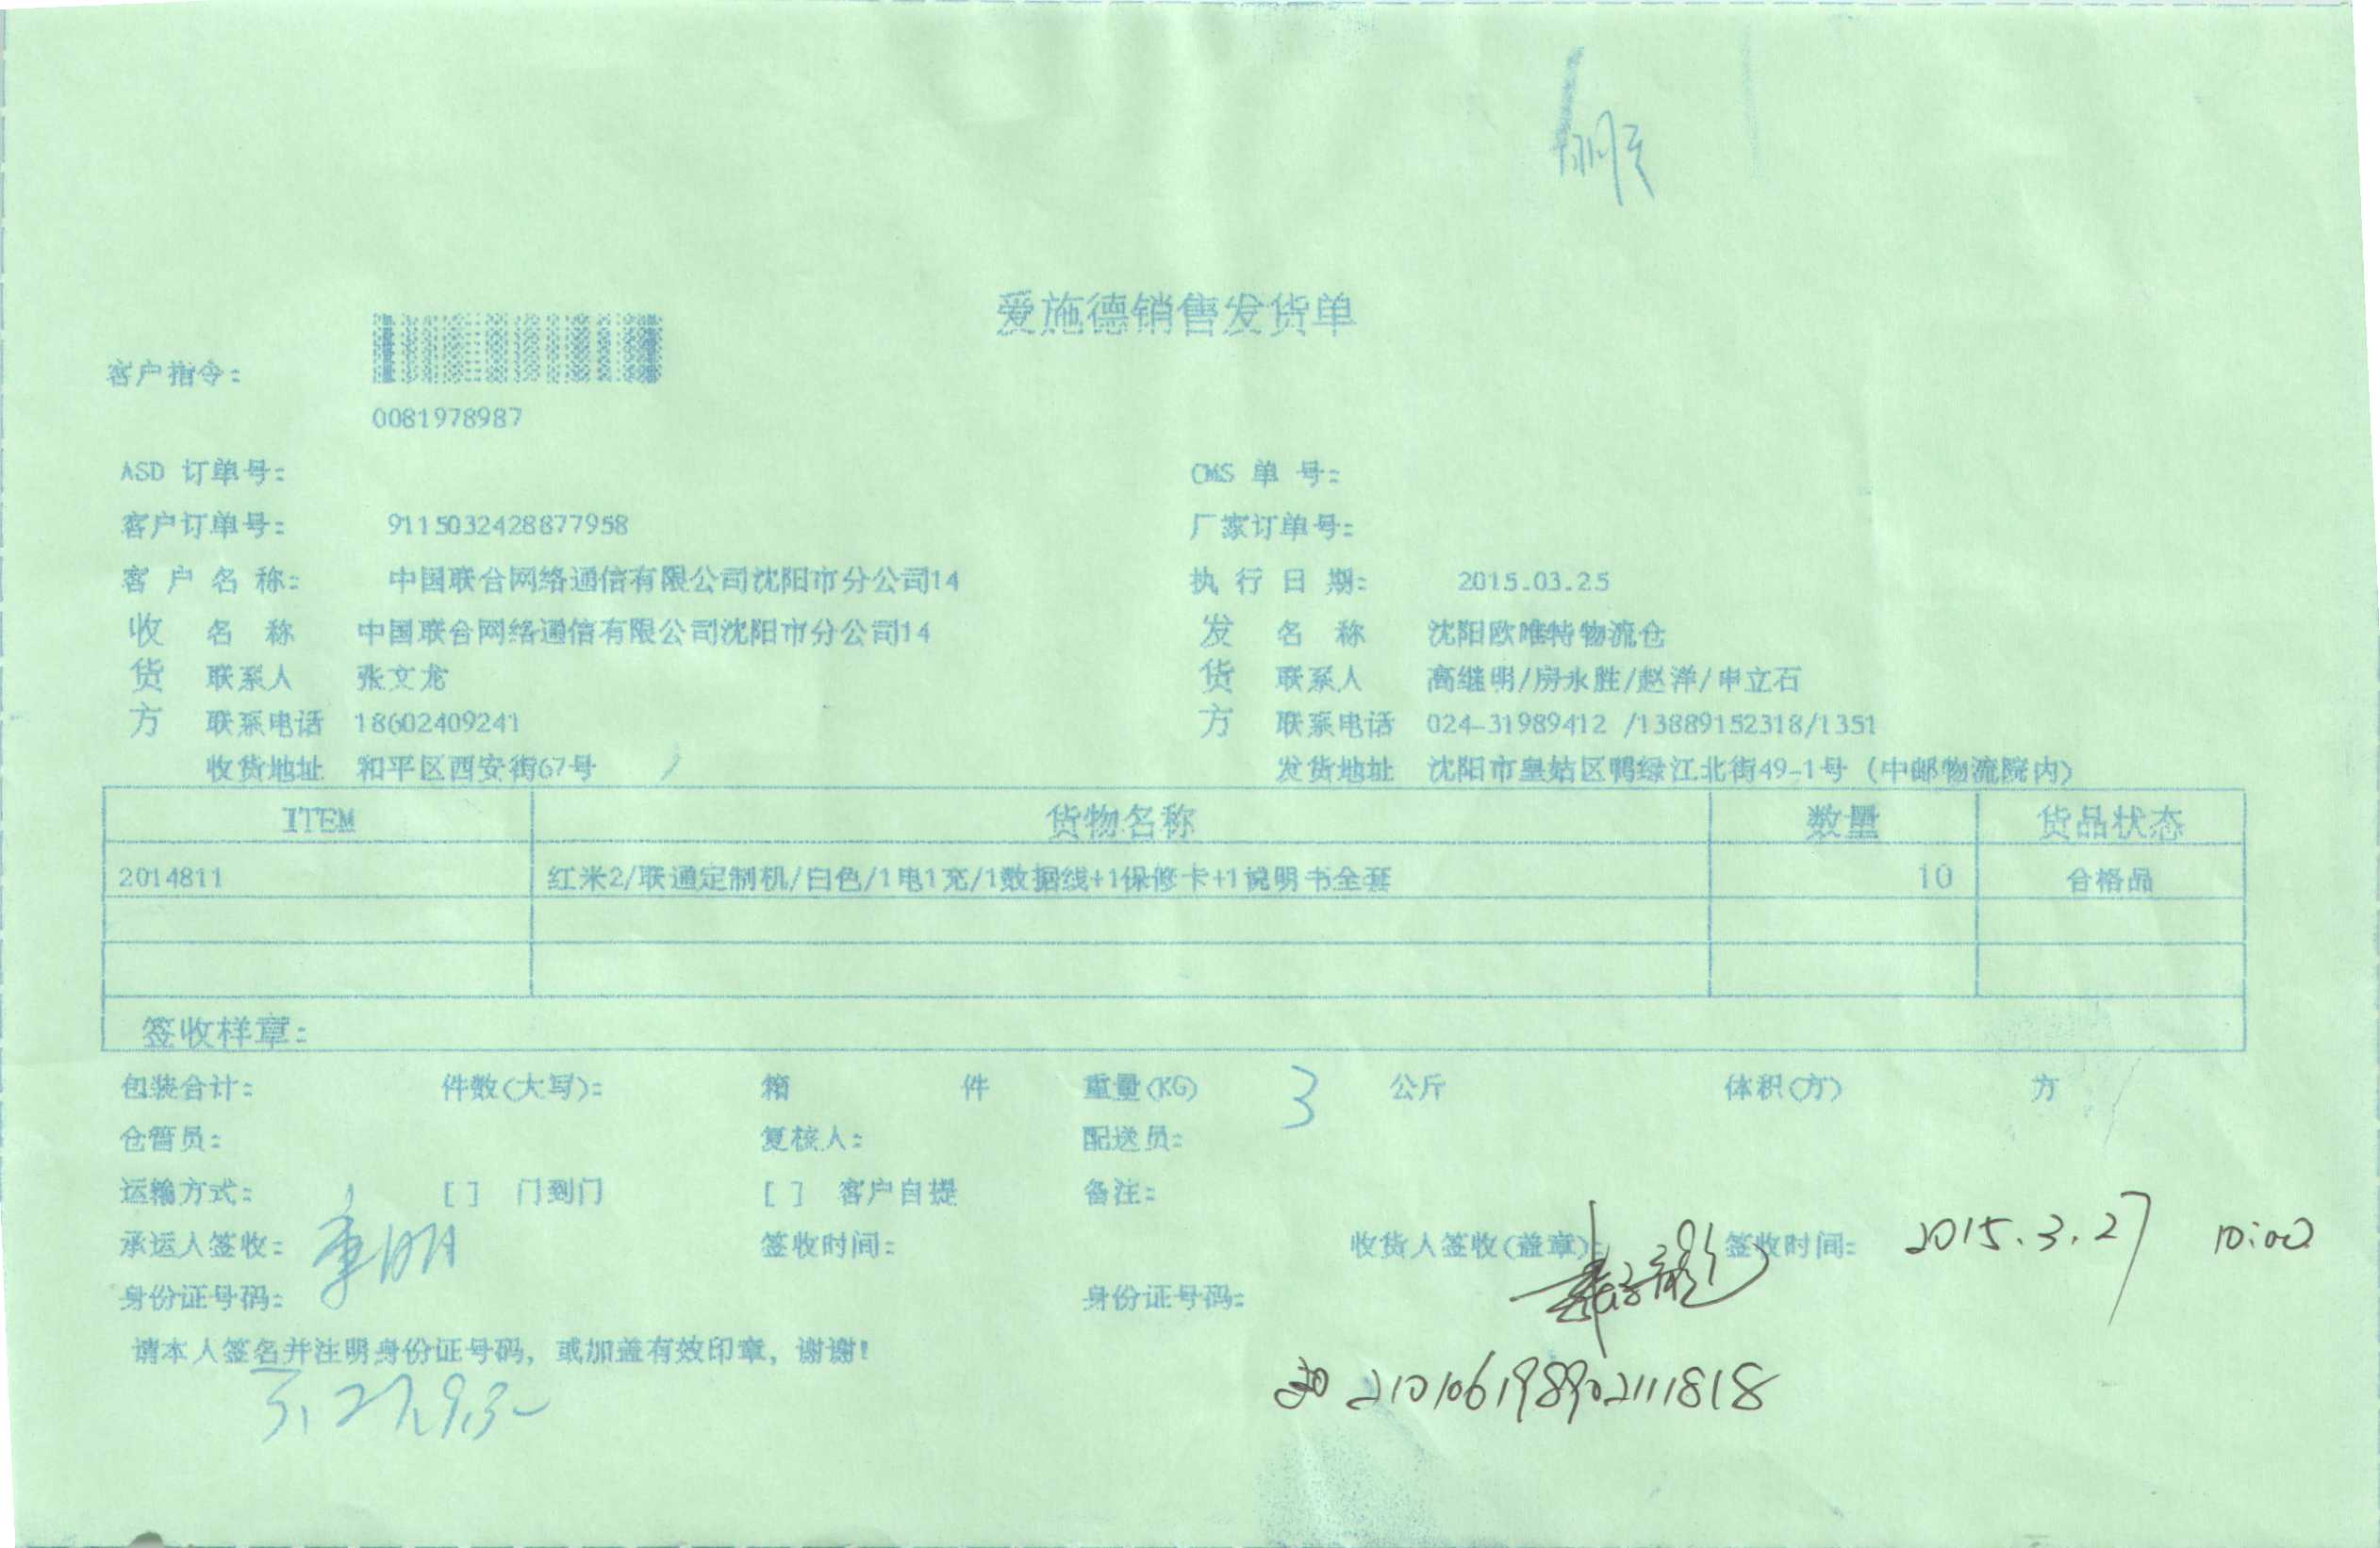 爱施德销售发货单
客户指令：
0081978987
ASD 订单号： CMS 单 号：
客户订单号： 9115032428877958 厂家订单号：
客 户 名 称： 中国联合网络通信有限公司沈阳市分公司14 执 行 日 期： 2015.03.25
收 名 称 中国联合网络通信有限公司沈阳市分公司14 发 名 称 沈阳欧唯特物流仓
货 联系人 张文龙 货 联系人 高继明/房永胜/赵洋/申立石
方 联系电话 18602409241 方 联系电话 024-31989412 /13889152318/1351
收货地址 和平区西安街67号 发货地址 沈阳市皇姑区鸭绿江北街49-1号（中邮物流院内）
ITEM 货物名称 数量 货品状态
2014811 红米2/联通定制机/白色/1电1充/1数据线+1保修卡+1说明书全套 10 合格品
签收样章：
包装合计： 件数(大写)： 箱 件 重量(KG) 3 公斤 体积(方) 方
仓管员： 复核人： 配送员：
运输方式： [ ] 门到门 [ ] 客户自提 备注：
承运人签收： 签收时间： 收货人签收(盖章)： 签收时间： 2015.3.27 10:00
身份证号码： 身份证号码：
请本人签名并注明身份证号码，或加盖有效印章，谢谢！
210106198902111818